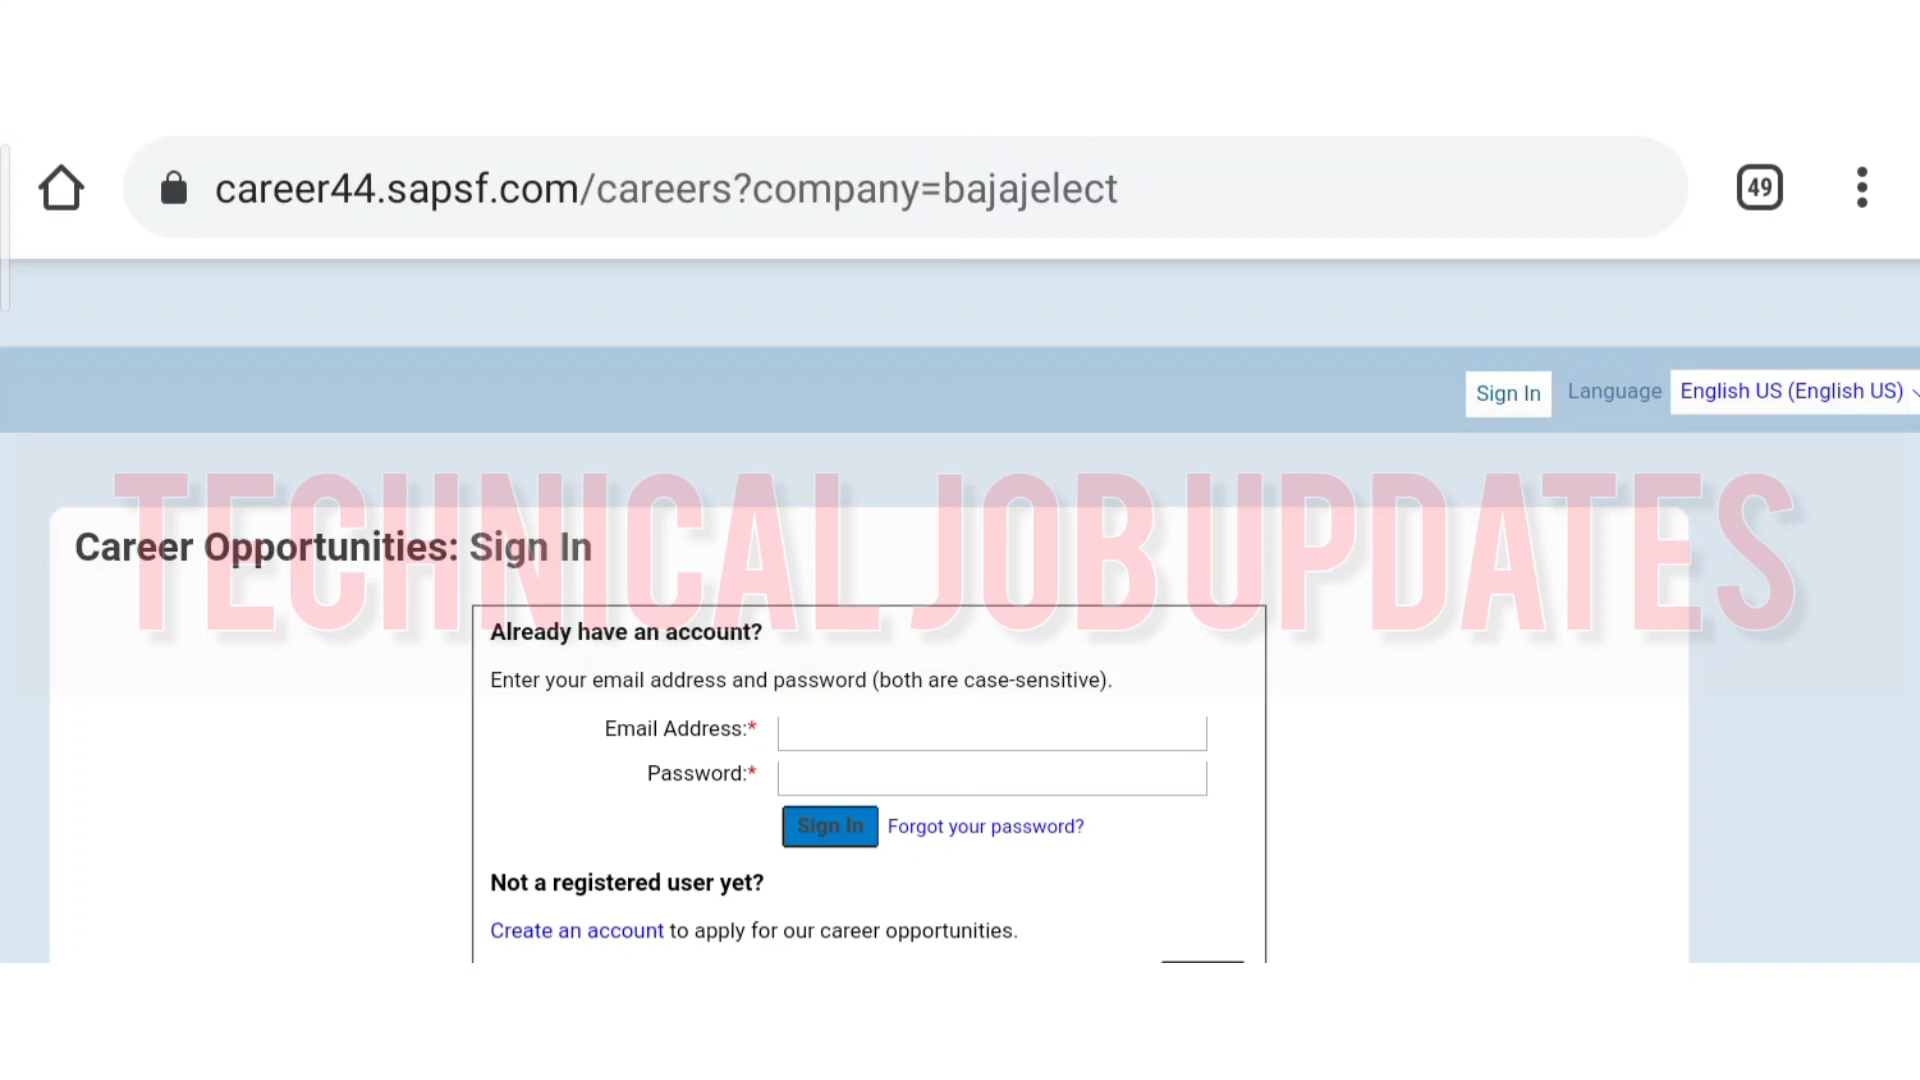 career44.sapsf.com/careers?company=bajajelect
49
Sign In Language English US (English US)
TECHNICAL JOB UPDATES
Career Opportunities: Sign In
Already have an account?
Enter your email address and password (both are case-sensitive).
Email Address:*
Password:*
Sign In Forgot your password?
Not a registered user yet?
Create an account to apply for our career opportunities.